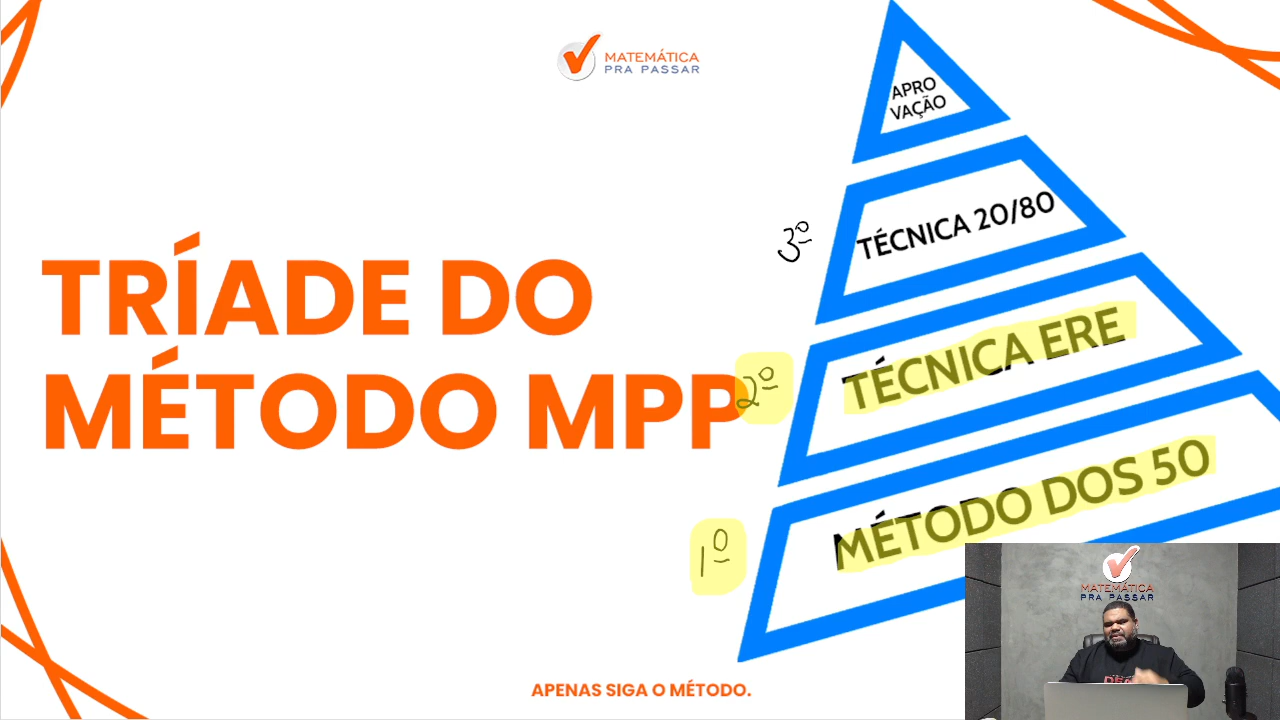 MATEMÁTICA
PRA PASSAR
APRO
VAÇÃO
3º
TÉCNICA 20/80
TRÍADE DO
MÉTODO MPP
2º
TÉCNICA ERE
1º
MÉTODO DOS 50
MATEMÁTICA
PRA PASSAR
APENAS SIGA O MÉTODO.